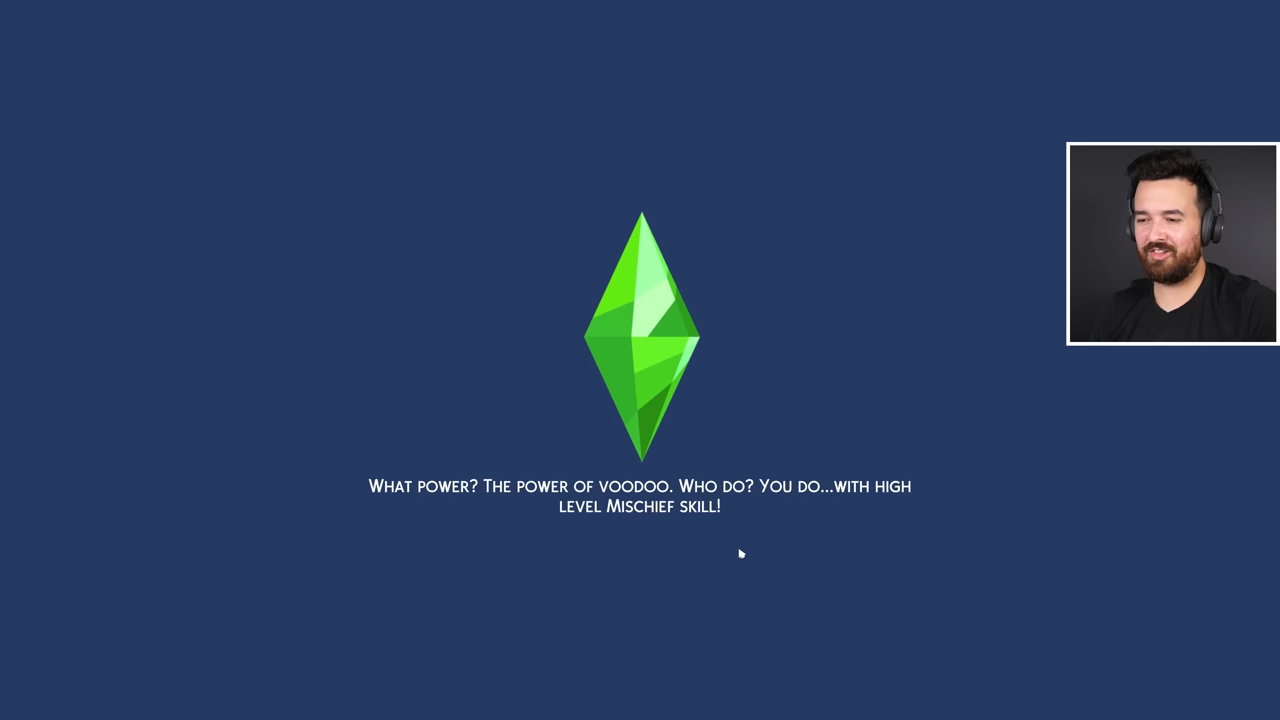 What power? The power of voodoo. Who do? You do...with high
level Mischief skill!